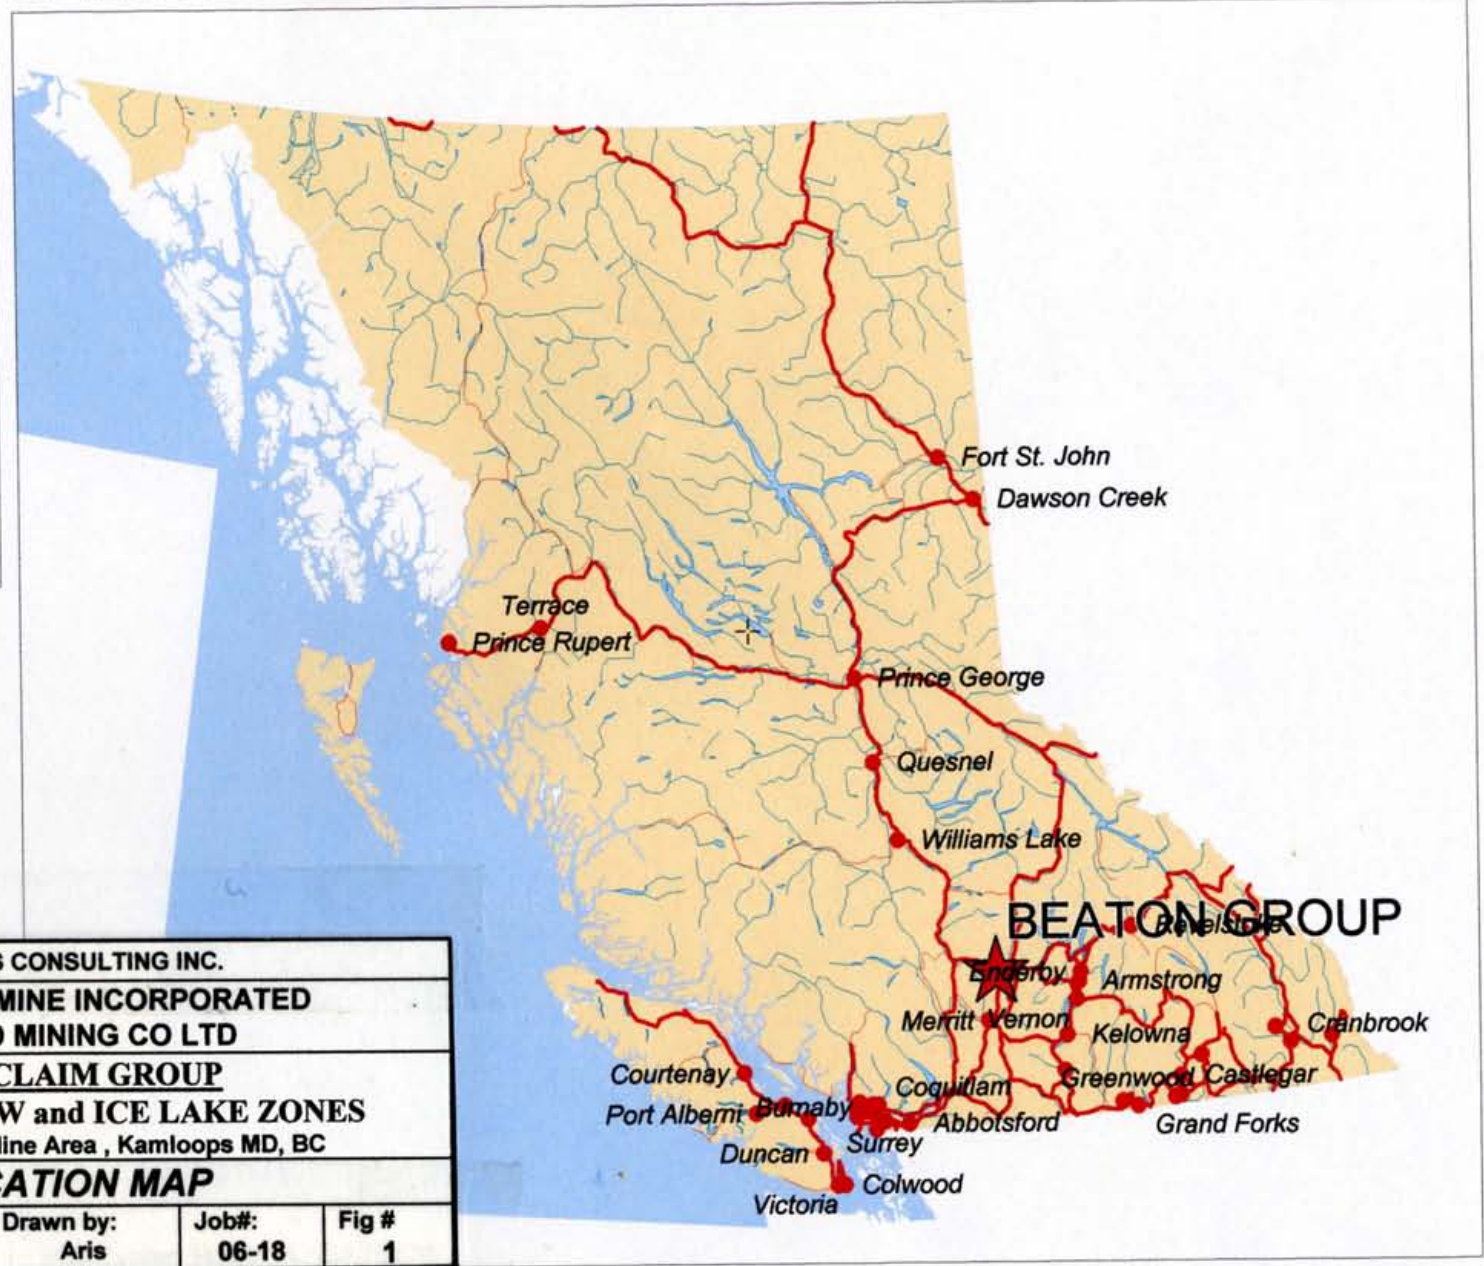 Fort St. John
Dawson Creek
Terrace
Prince Rupert
Prince George
Quesnel
Williams Lake
BEATON GROUP
Revelstoke
Enderby
Armstrong
Merritt
Vernon
Kelowna
Cranbrook
Courtenay
Coquitlam
Greenwood
Castlegar
Port Alberni
Burnaby
Abbotsford
Grand Forks
Surrey
Duncan
Colwood
Victoria
CONSULTING INC.
MINE INCORPORATED
MINING CO LTD
CLAIM GROUP
W and ICE LAKE ZONES
line Area , Kamloops MD, BC
CATION MAP
Drawn by:
Aris
Job#:
06-18
Fig #
1